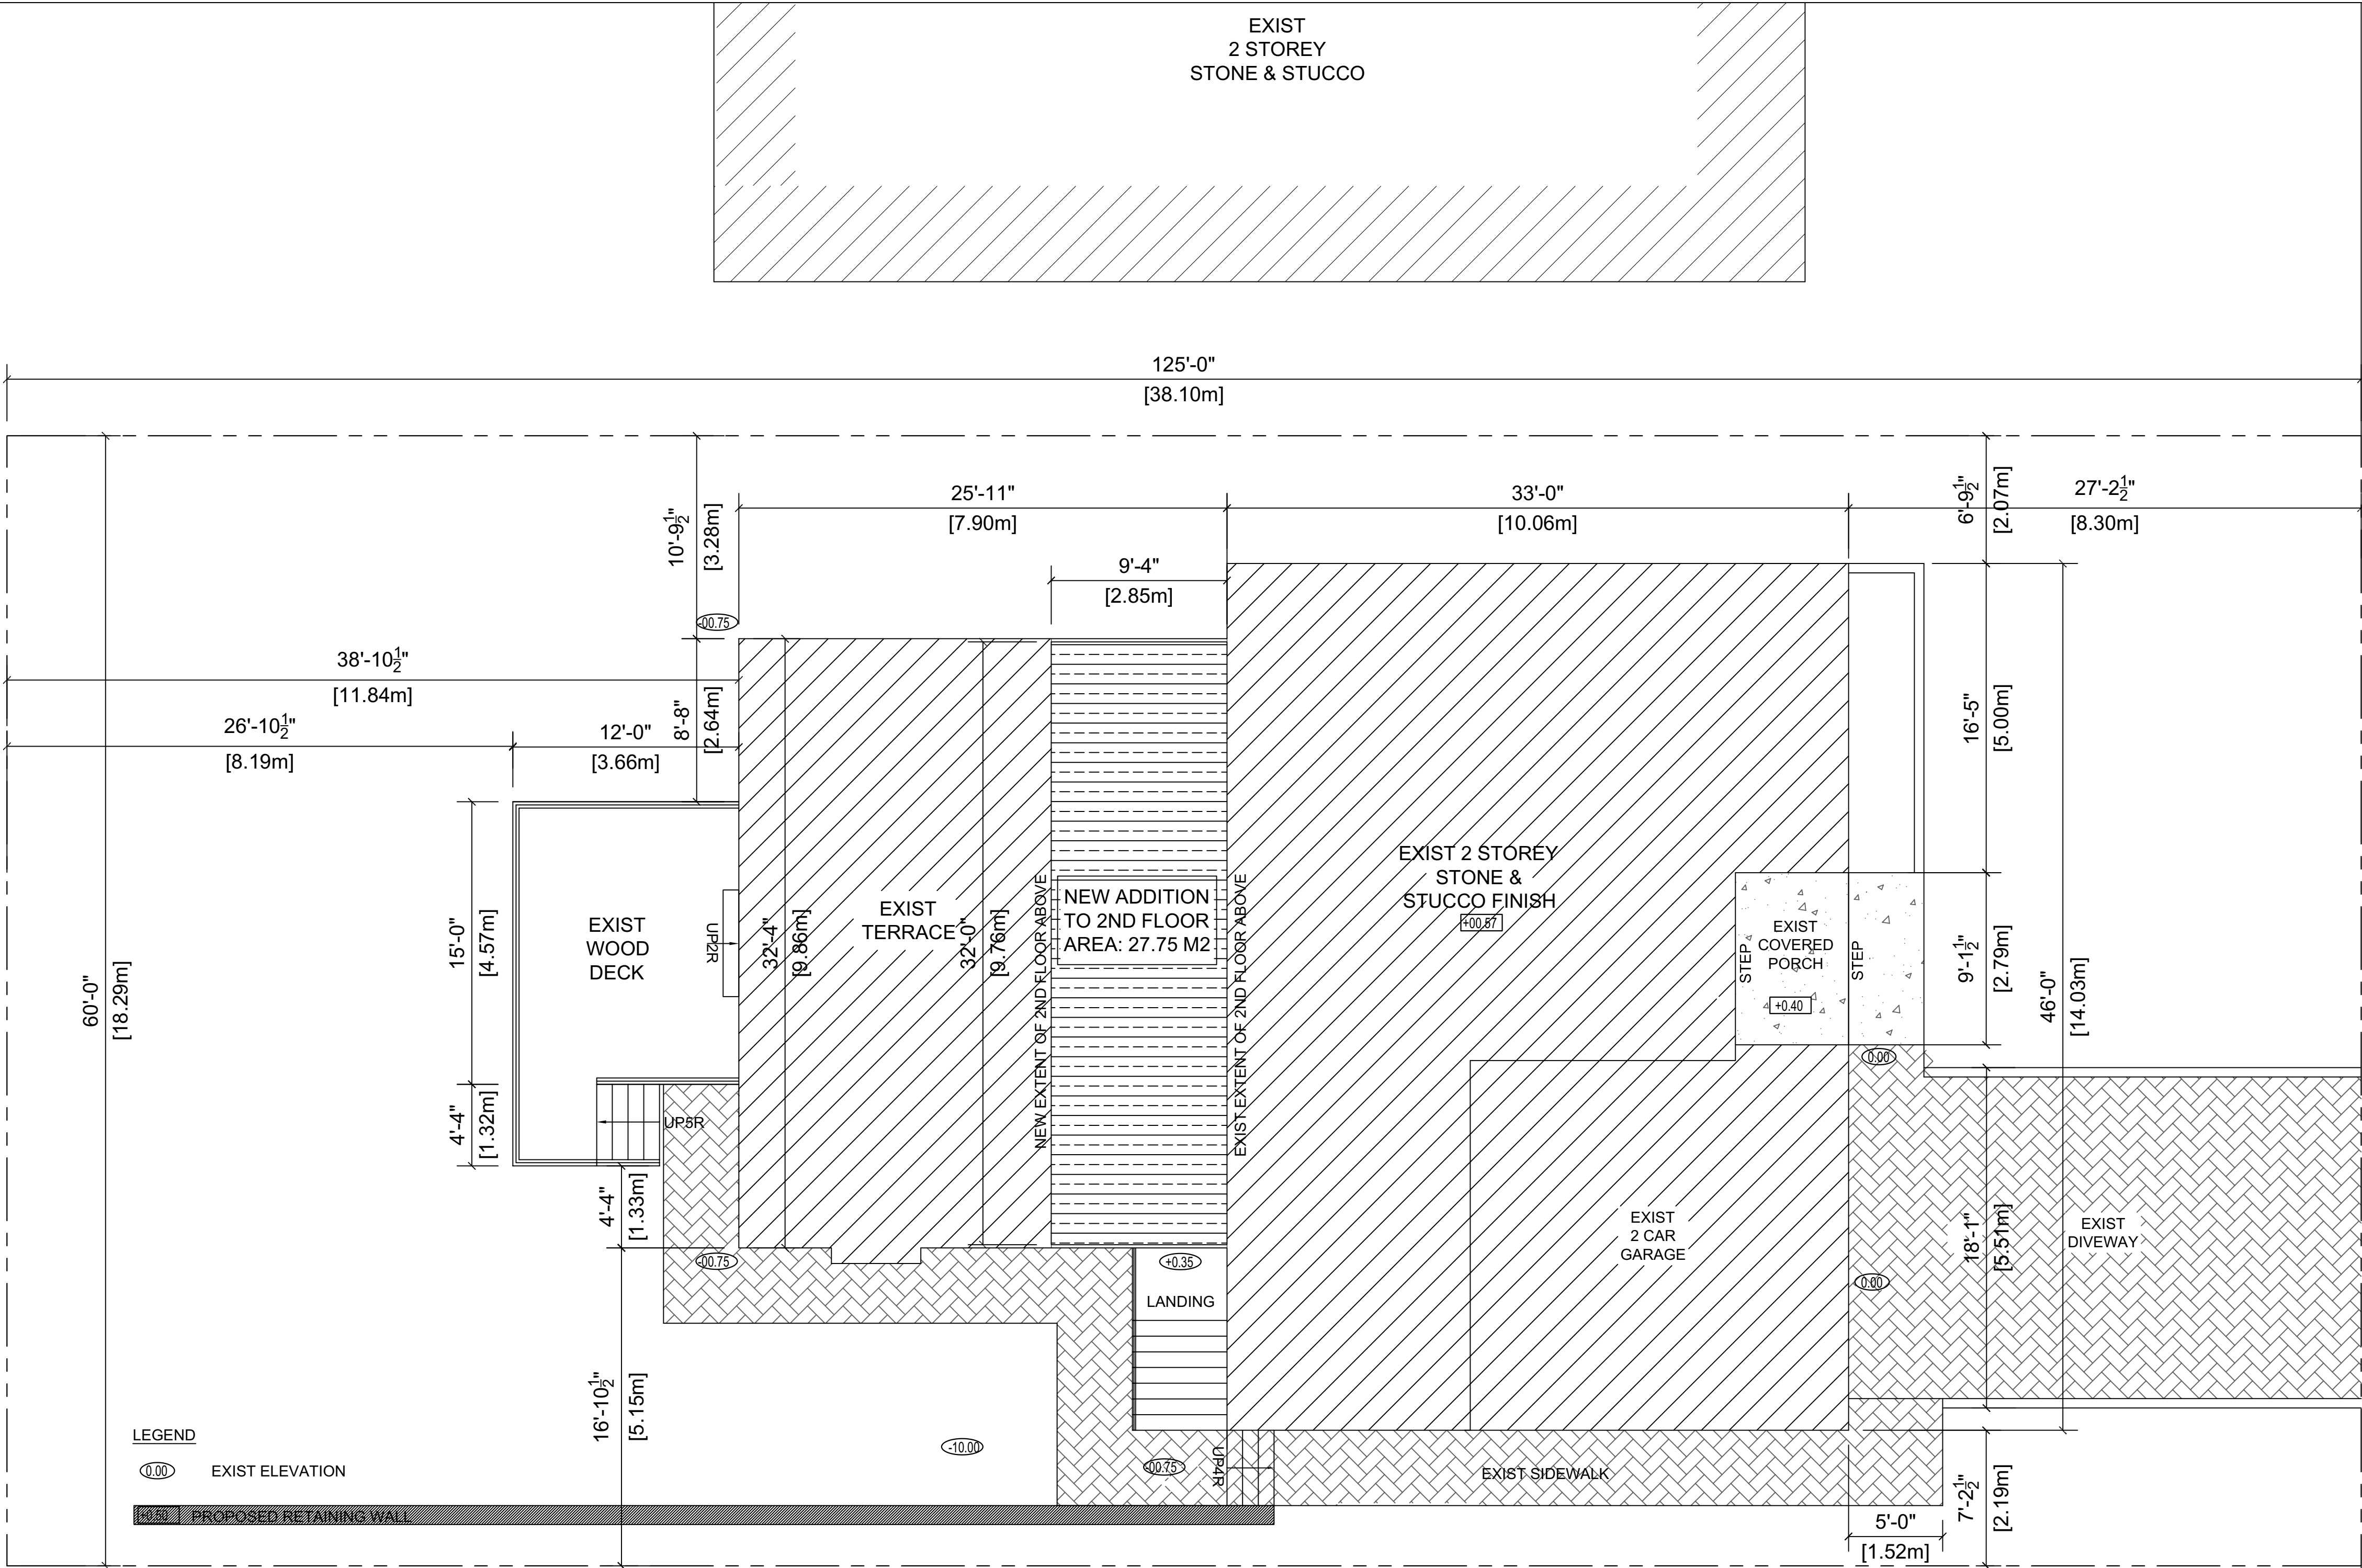 EXIST
2 STOREY
STONE & STUCCO
125'-0"
[38.10m]
25'-11"
[7.90m]
33'-0"
[10.06m]
27'-2½"
[8.30m]
6'-9½"
[2.07m]
10'-9½"
[3.28m]
9'-4"
[2.85m]
-00.75
38'-10½"
[11.84m]
26'-10½"
[8.19m]
12'-0"
[3.66m]
8'-8"
[2.64m]
16'-5"
[5.00m]
EXIST 2 STOREY
STONE &
STUCCO FINISH
+00.57
NEW ADDITION
TO 2ND FLOOR
AREA: 27.75 M2
NEW EXTENT OF 2ND FLOOR ABOVE
EXIST EXTENT OF 2ND FLOOR ABOVE
EXIST
TERRACE
32'-4"
[9.86m]
32'-0"
[9.76m]
EXIST
WOOD
DECK
UP2R
15'-0"
[4.57m]
60'-0"
[18.29m]
STEP
EXIST
COVERED
PORCH
STEP
+0.40
9'-1½"
[2.79m]
46'-0"
[14.03m]
0.00
UP5R
4'-4"
[1.32m]
4'-4"
[1.33m]
-00.75
+0.35
LANDING
EXIST
2 CAR
GARAGE
0.00
18'-1"
[5.51m]
EXIST
DIVEWAY
16'-10½"
[5.15m]
-10.00
-00.75
UP4R
EXIST SIDEWALK
7'-2½"
[2.19m]
5'-0"
[1.52m]
LEGEND
0.00 EXIST ELEVATION
+0.50 PROPOSED RETAINING WALL